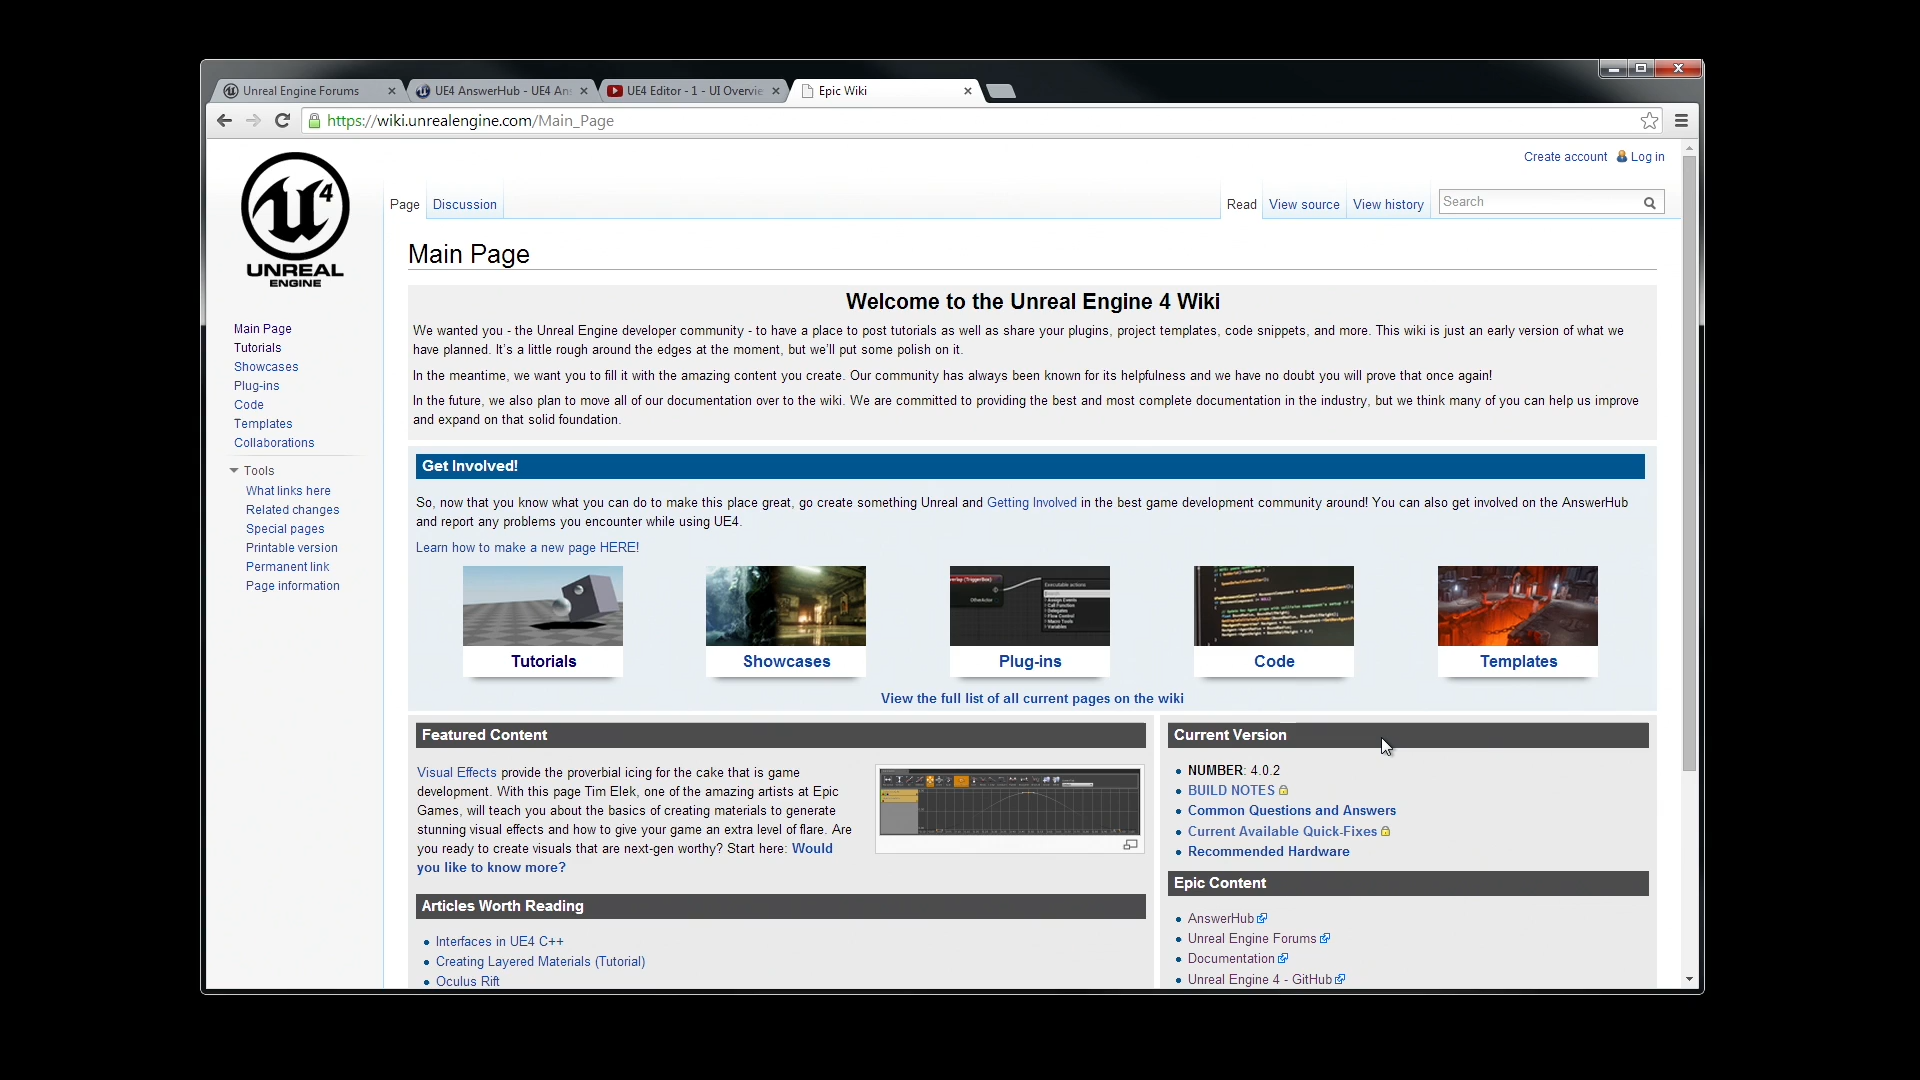 Unreal Engine Forums
UE4 AnswerHub - UE4 Ans
UE4 Editor - 1 - UI Overvie
Epic Wiki
https://wiki.unrealengine.com/Main_Page
Create account
Log in
4
UNREAL
ENGINE
Page
Discussion
Read
View source
View history
Search
Main Page
Tutorials
Showcases
Plug-ins
Code
Templates
Collaborations
Tools
What links here
Related changes
Special pages
Printable version
Permanent link
Page information
Main Page
Welcome to the Unreal Engine 4 Wiki
We wanted you - the Unreal Engine developer community - to have a place to post tutorials as well as share your plugins, project templates, code snippets, and more. This wiki is just an early version of what we
have planned. It's a little rough around the edges at the moment, but we'll put some polish on it.
In the meantime, we want you to fill it with the amazing content you create. Our community has always been known for its helpfulness and we have no doubt you will prove that once again!
In the future, we also plan to move all of our documentation over to the wiki. We are committed to providing the best and most complete documentation in the industry, but we think many of you can help us improve
and expand on that solid foundation.
Get Involved!
So, now that you know what you can do to make this place great, go create something Unreal and Getting Involved in the best game development community around! You can also get involved on the AnswerHub
and report any problems you encounter while using UE4.
Learn how to make a new page HERE!
Tutorials
Showcases
Plug-ins
Code
Templates
View the full list of all current pages on the wiki
Featured Content
Visual Effects provide the proverbial icing for the cake that is game
development. With this page Tim Elek, one of the amazing artists at Epic
Games, will teach you about the basics of creating materials to generate
stunning visual effects and how to give your game an extra level of flare. Are
you ready to create visuals that are next-gen worthy? Start here: Would
you like to know more?
Articles Worth Reading
Interfaces in UE4 C++
Creating Layered Materials (Tutorial)
Oculus Rift
Current Version
NUMBER: 4.0.2
BUILD NOTES
Common Questions and Answers
Current Available Quick-Fixes
Recommended Hardware
Epic Content
AnswerHub
Unreal Engine Forums
Documentation
Unreal Engine 4 - GitHub